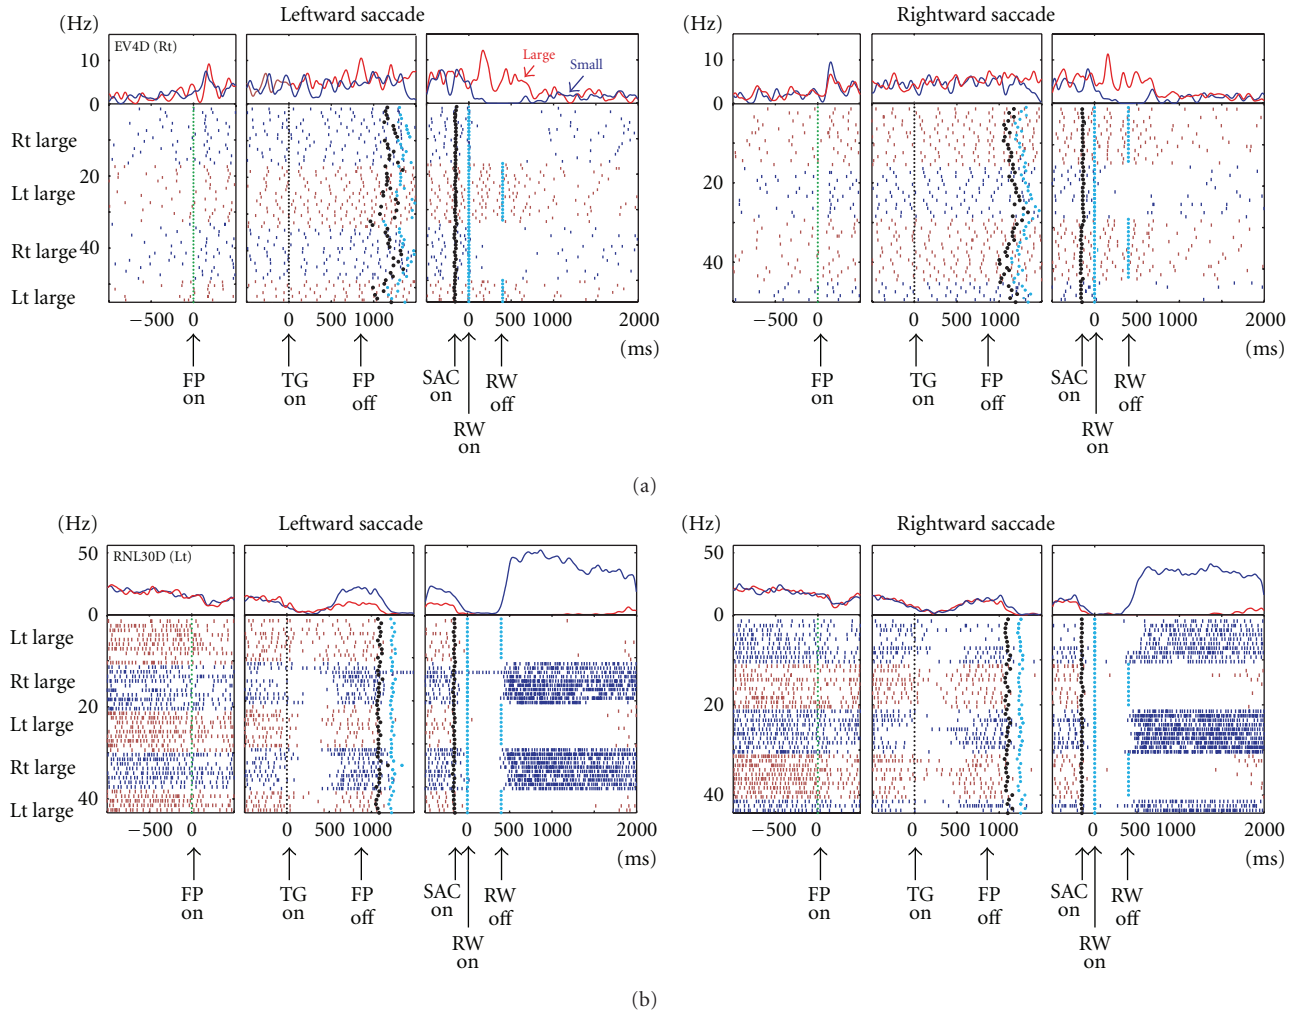 Leftward saccade
Rightward saccade
(Hz)
(Hz)
EV4D (Rt)
Large
Small
10
0
10
0
Rt large
20
Lt large
Rt large
40
Lt large
20
40
−500 0
0 500 1000
0 500 1000 2000
−500 0
0 500 1000
0 500 1000 2000
(ms)
(ms)
FP on
TG on
FP off
SAC on
RW off
RW on
FP on
TG on
FP off
SAC on
RW off
RW on
(a)
Leftward saccade
Rightward saccade
(Hz)
(Hz)
RNL30D (Lt)
50
0
50
0
Lt large
Rt large
20
Lt large
Rt large
40
Lt large
20
40
−500 0
0 500 1000
0 500 1000 2000
−500 0
0 500 1000
0 500 1000 2000
(ms)
(ms)
FP on
TG on
FP off
SAC on
RW off
RW on
FP on
TG on
FP off
SAC on
RW off
RW on
(b)